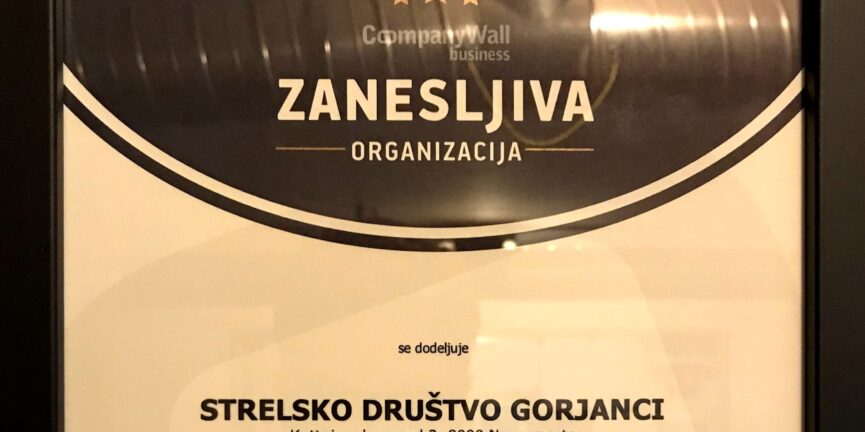 CompanyWall
business
ZANESLJIVA
ORGANIZACIJA
se dodeljuje
STRELSKO DRUŠTVO GORJANCI